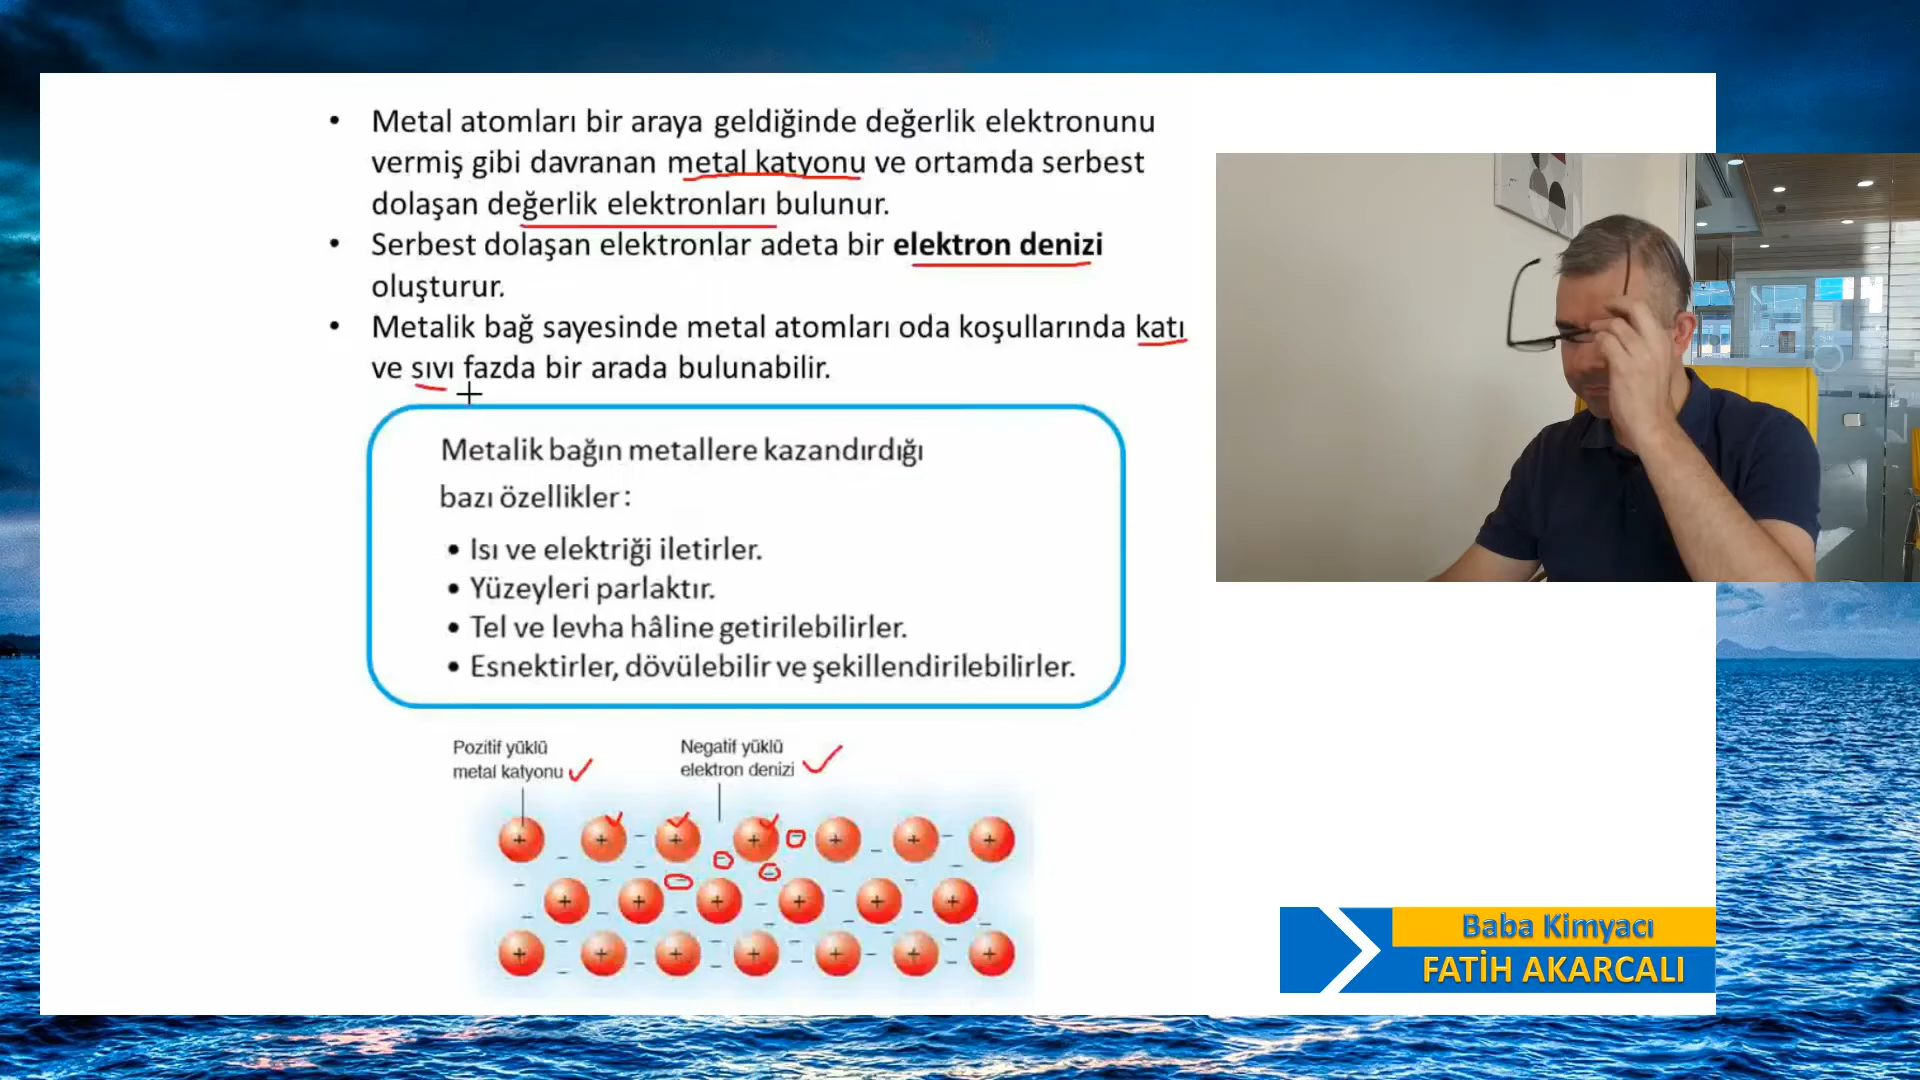 • Metal atomları bir araya geldiğinde değerlik elektronunu
vermiş gibi davranan metal katyonu ve ortamda serbest
dolaşan değerlik elektronları bulunur.
• Serbest dolaşan elektronlar adeta bir elektron denizi
oluşturur.
• Metalik bağ sayesinde metal atomları oda koşullarında katı
ve sıvı fazda bir arada bulunabilir.
Metalik bağın metallere kazandırdığı
bazı özellikler:
• Isı ve elektriği iletirler.
• Yüzeyleri parlaktır.
• Tel ve levha hâline getirilebilirler.
• Esnektirler, dövülebilir ve şekillendirilebilirler.
Pozitif yüklü
metal katyonu
Negatif yüklü
elektron denizi
+ + + + + + +
+ + + + + +
+ + + + + + +
Baba Kimyacı
FATİH AKARCALI